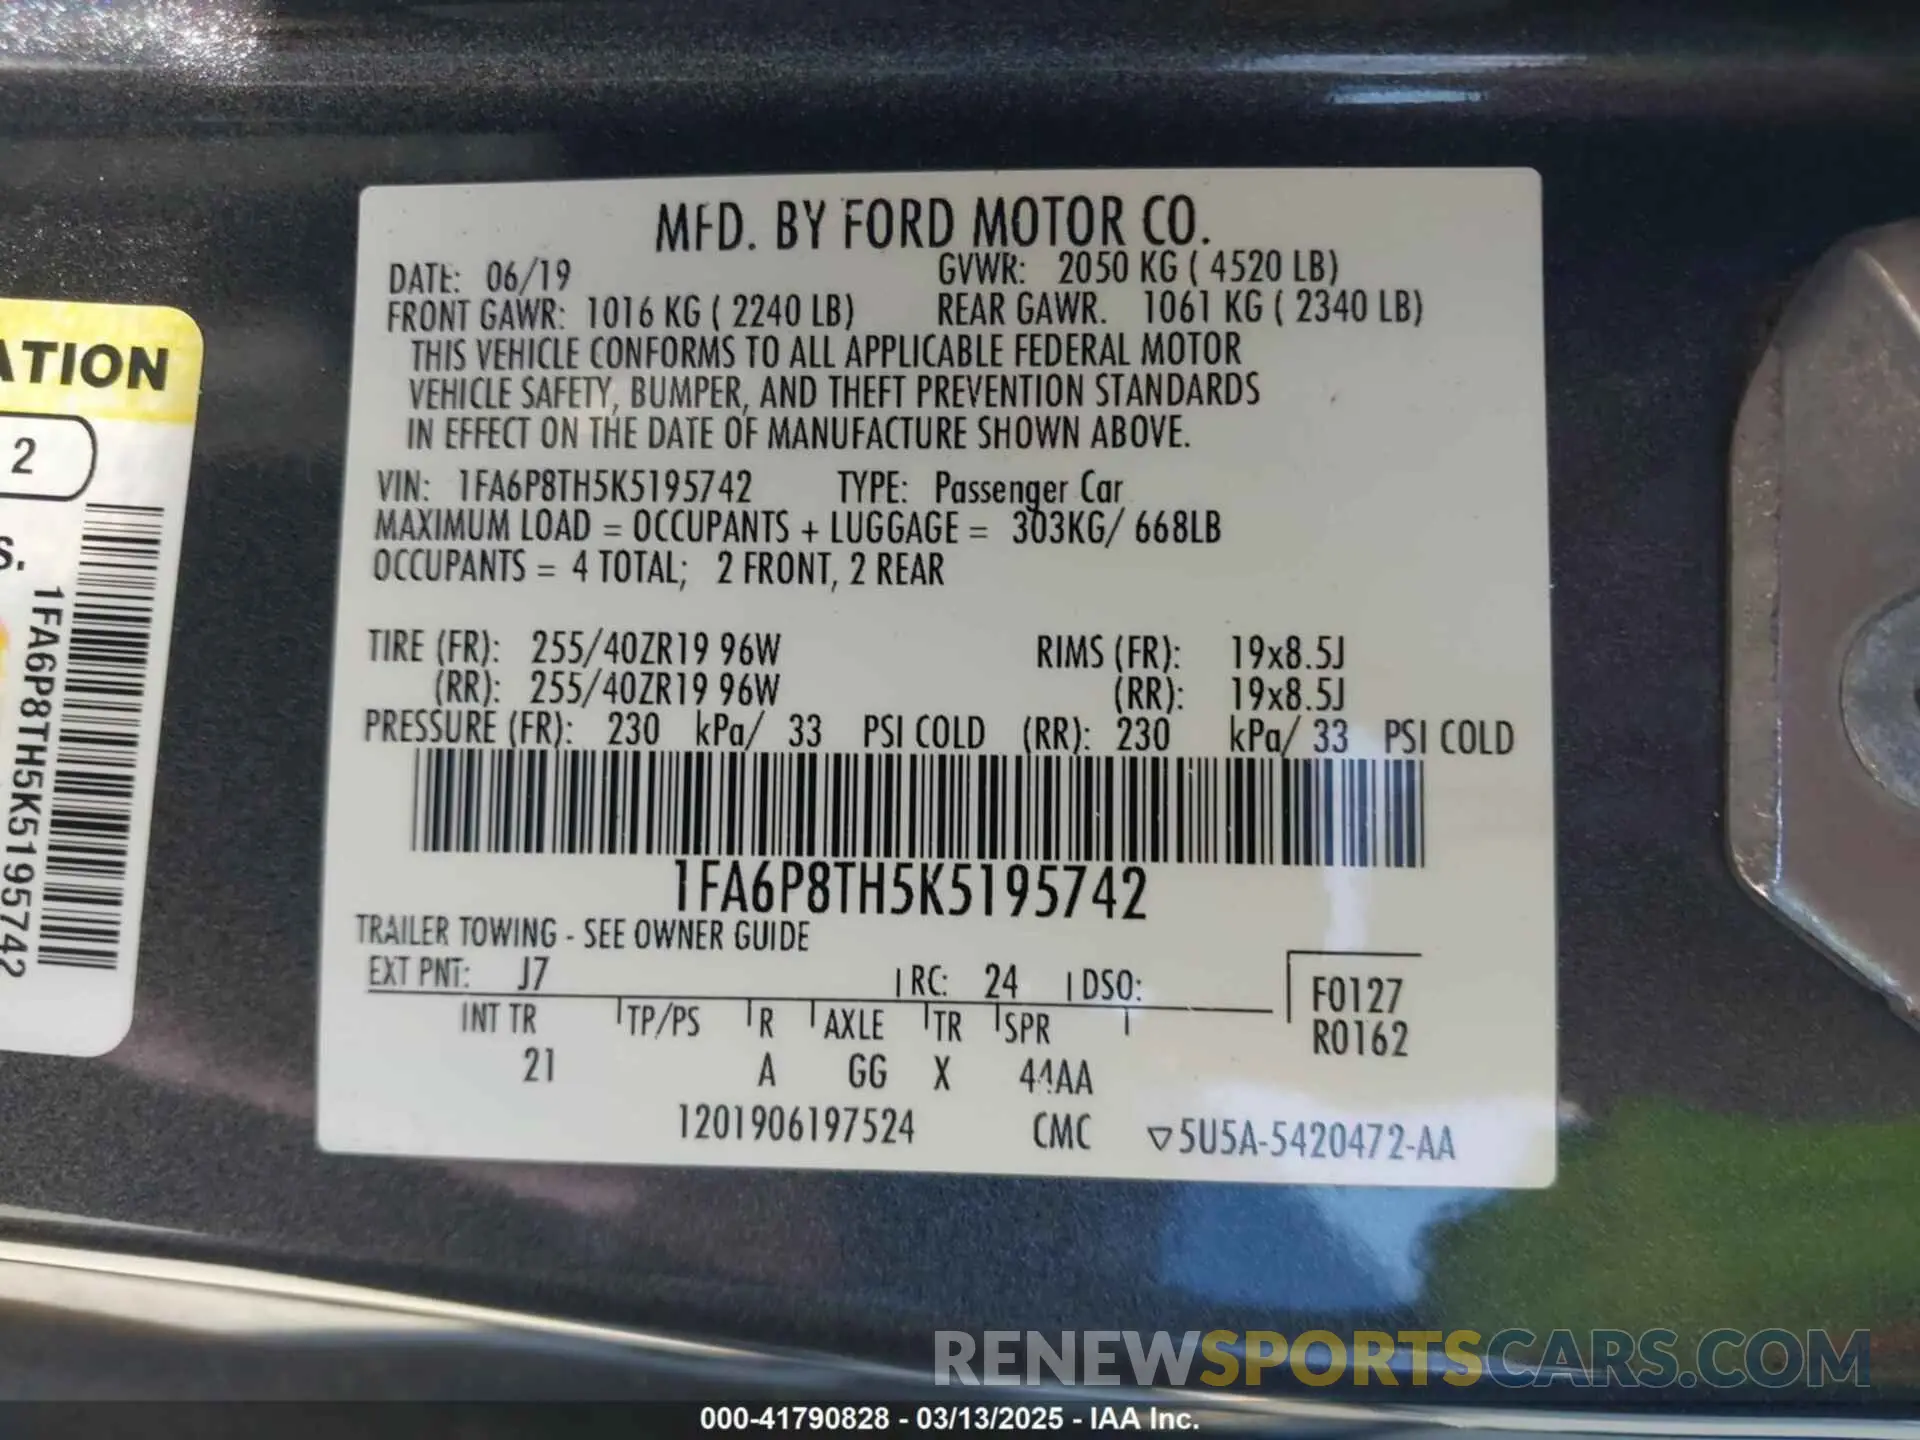 MFD. BY FORD MOTOR CO.
DATE: 06/19 GVWR: 2050 KG ( 4520 LB)
FRONT GAWR: 1016 KG ( 2240 LB) REAR GAWR. 1061 KG ( 2340 LB)
THIS VEHICLE CONFORMS TO ALL APPLICABLE FEDERAL MOTOR
VEHICLE SAFETY, BUMPER, AND THEFT PREVENTION STANDARDS
IN EFFECT ON THE DATE OF MANUFACTURE SHOWN ABOVE.
VIN: 1FA6P8TH5K5195742 TYPE: Passenger Car
MAXIMUM LOAD = OCCUPANTS + LUGGAGE = 303KG/ 668LB
OCCUPANTS = 4 TOTAL; 2 FRONT, 2 REAR
TIRE (FR): 255/40ZR19 96W RIMS (FR): 19x8.5J
(RR): 255/40ZR19 96W (RR): 19x8.5J
PRESSURE (FR): 230 kPa/ 33 PSI COLD (RR): 230 kPa/ 33 PSI COLD
1FA6P8TH5K5195742
TRAILER TOWING - SEE OWNER GUIDE
EXT PNT: J7 RC: 24 DSO: F0127
INT TR TP/PS R AXLE TR SPR R0162
21 A GG X 44AA
1201906197524 CMC ▽5U5A-5420472-AA
ATION
2
S.
1FA6P8TH5K5195742
RENEWSPORTSCARS.COM
000-41790828 - 03/13/2025 - IAA Inc.